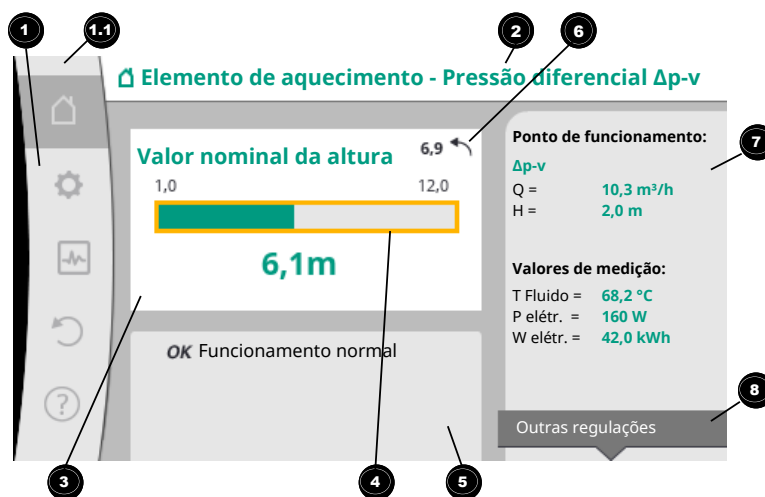 1
1.1
2
6
Elemento de aquecimento - Pressão diferencial Δp-v
Valor nominal da altura
6,9
1,0
12,0
6,1m
OK Funcionamento normal
Ponto de funcionamento:
7
Δp-v
Q = 10,3 m³/h
H = 2,0 m
Valores de medição:
T Fluido = 68,2 °C
P elétr. = 160 W
W elétr. = 42,0 kWh
?
8
Outras regulações
3
4
5